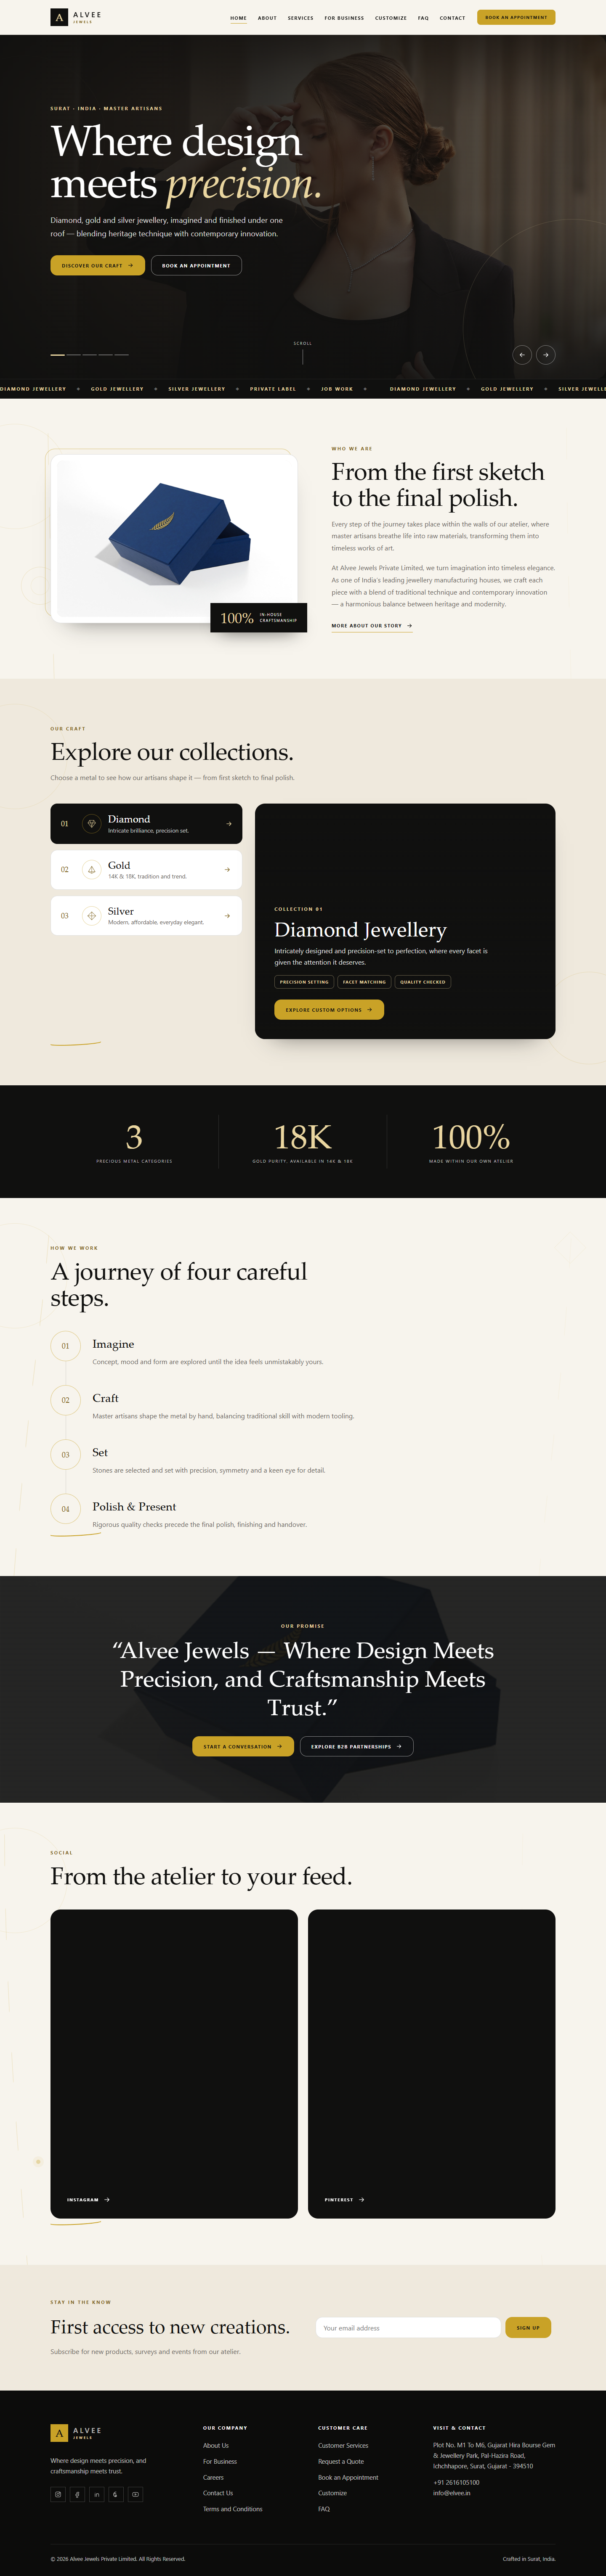 A ALVEE
JEWELS
HOME ABOUT SERVICES FOR BUSINESS CUSTOMIZE FAQ CONTACT BOOK AN APPOINTMENT
SURAT · INDIA · MASTER ARTISANS
Where design
meets precision.
Diamond, gold and silver jewellery, imagined and finished under one
roof — blending heritage technique with contemporary innovation.
DISCOVER OUR CRAFT → BOOK AN APPOINTMENT
SCROLL
← →
DIAMOND JEWELLERY GOLD JEWELLERY SILVER JEWELLERY PRIVATE LABEL JOB WORK DIAMOND JEWELLERY GOLD JEWELLERY SILVER JEWELLE
WHO WE ARE
From the first sketch
to the final polish.
Every step of the journey takes place within the walls of our atelier, where
master artisans breathe life into raw materials, transforming them into
timeless works of art.
At Alvee Jewels Private Limited, we turn imagination into timeless elegance.
As one of India's leading jewellery manufacturing houses, we craft each
piece with a blend of traditional technique and contemporary innovation
— a harmonious balance between heritage and modernity.
MORE ABOUT OUR STORY →
100% IN-HOUSE
CRAFTSMANSHIP
OUR CRAFT
Explore our collections.
Choose a metal to see how our artisans shape it — from first sketch to final polish.
01 Diamond →
Intricate brilliance, precision set.
02 Gold →
14K & 18K, tradition and trend.
03 Silver →
Modern, affordable, everyday elegant.
COLLECTION 01
Diamond Jewellery
Intricately designed and precision-set to perfection, where every facet is
given the attention it deserves.
PRECISION SETTING FACET MATCHING QUALITY CHECKED
EXPLORE CUSTOM OPTIONS →
3 18K 100%
PRECIOUS METAL CATEGORIES GOLD PURITY, AVAILABLE IN 14K & 18K MADE WITHIN OUR OWN ATELIER
HOW WE WORK
A journey of four careful
steps.
01 Imagine
Concept, mood and form are explored until the idea feels unmistakably yours.
02 Craft
Master artisans shape the metal by hand, balancing traditional skill with modern tooling.
03 Set
Stones are selected and set with precision, symmetry and a keen eye for detail.
04 Polish & Present
Rigorous quality checks precede the final polish, finishing and handover.
OUR PROMISE
“Alvee Jewels — Where Design Meets
Precision, and Craftsmanship Meets
Trust.”
START A CONVERSATION → EXPLORE B2B PARTNERSHIPS →
SOCIAL
From the atelier to your feed.
INSTAGRAM → PINTEREST →
STAY IN THE KNOW
First access to new creations.
Subscribe for new products, surveys and events from our atelier.
Your email address SIGN UP
A ALVEE
JEWELS
Where design meets precision, and
craftsmanship meets trust.
OUR COMPANY
About Us
For Business
Careers
Contact Us
Terms and Conditions
CUSTOMER CARE
Customer Services
Request a Quote
Book an Appointment
Customize
FAQ
VISIT & CONTACT
Plot No. M1 To M6, Gujarat Hira Bourse Gem
& Jewellery Park, Pal-Hazira Road,
Ichchhapore, Surat, Gujarat - 394510
+91 2616105100
info@elvee.in
© 2026 Alvee Jewels Private Limited. All Rights Reserved. Crafted in Surat, India.